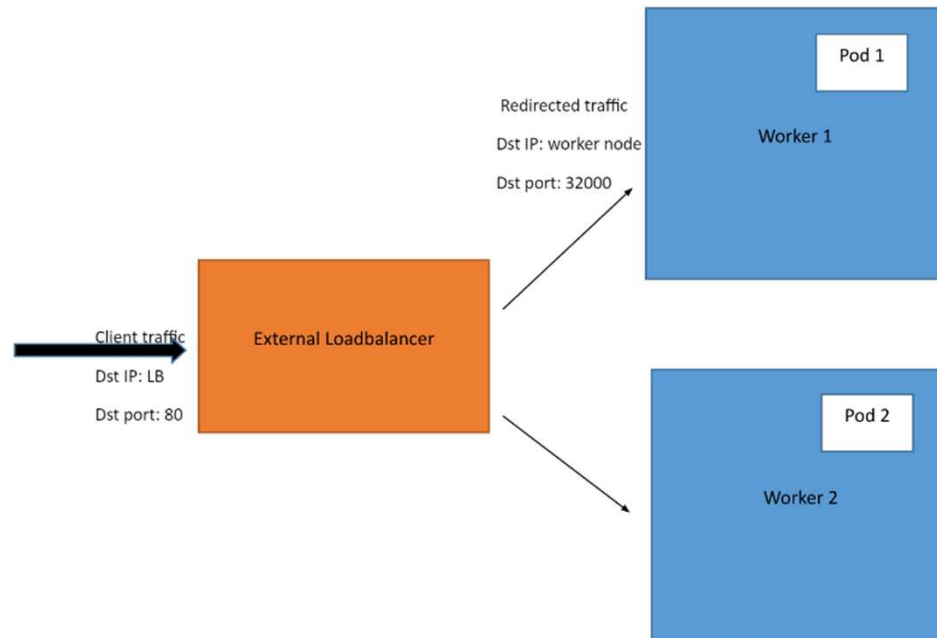 Pod 1
Redirected traffic
Dst IP: worker node
Worker 1
Dst port: 32000
Client traffic
Dst IP: LB
Dst port: 80
External Loadbalancer
Pod 2
Worker 2